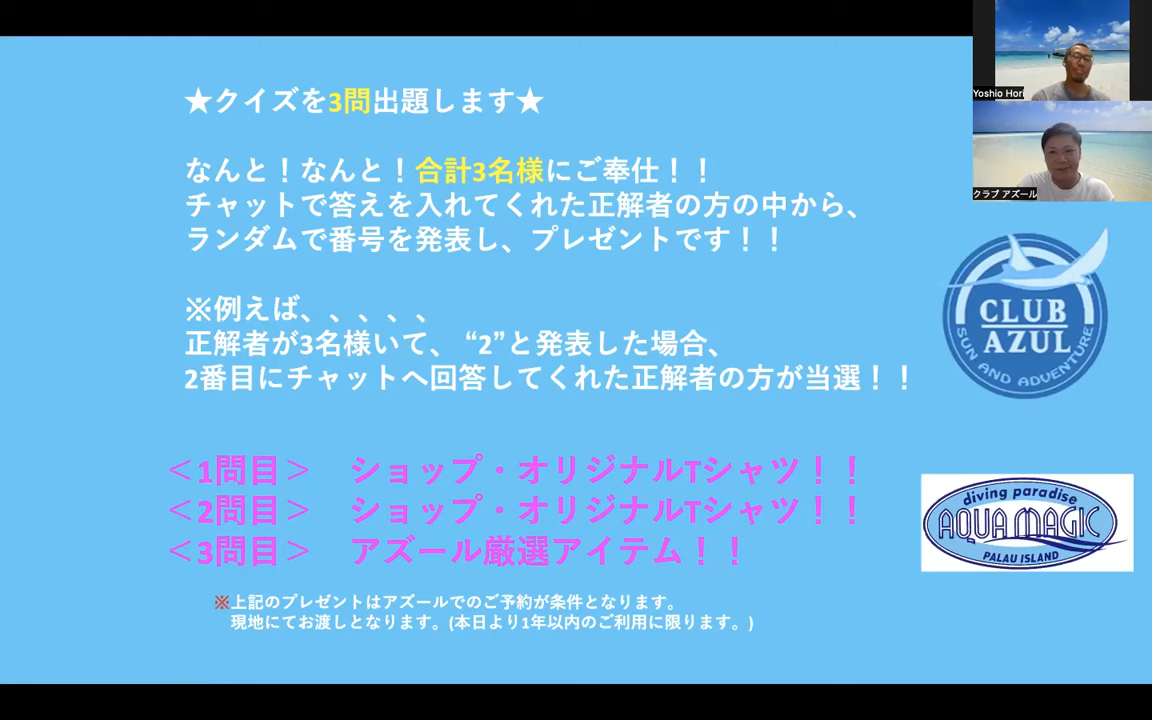 ★クイズを3問出題します★
なんと！なんと！合計3名様にご奉仕！！
チャットで答えを入れてくれた正解者の方の中から、
ランダムで番号を発表し、プレゼントです！！
※例えば、、、、、
正解者が3名様いて、“2”と発表した場合、
2番目にチャットへ回答してくれた正解者の方が当選！！
＜1問目＞　ショップ・オリジナルTシャツ！！
＜2問目＞　ショップ・オリジナルTシャツ！！
＜3問目＞　アズール厳選アイテム！！
※上記のプレゼントはアズールでのご予約が条件となります。
現地にてお渡しとなります。(本日より1年以内のご利用に限ります。)
Yoshio Hori
クラブ アズール
CLUB
AZUL
SUN AND ADVENTURE
diving paradise
AQUA MAGIC
PALAU ISLAND